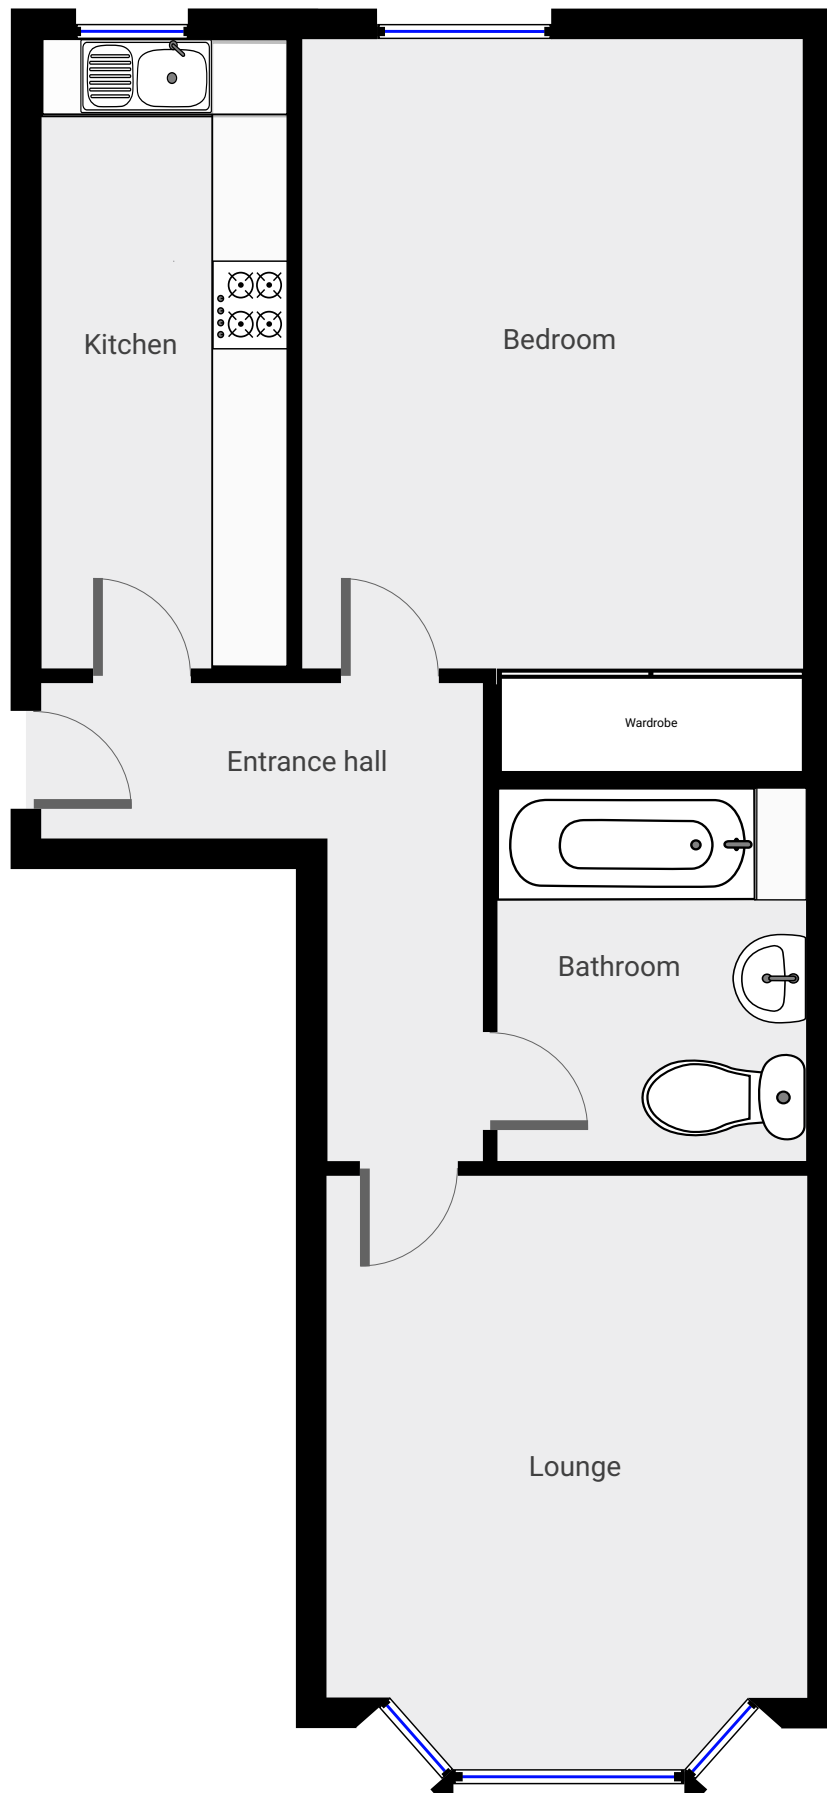 Kitchen
Bedroom
Wardrobe
Entrance hall
Bathroom
Lounge